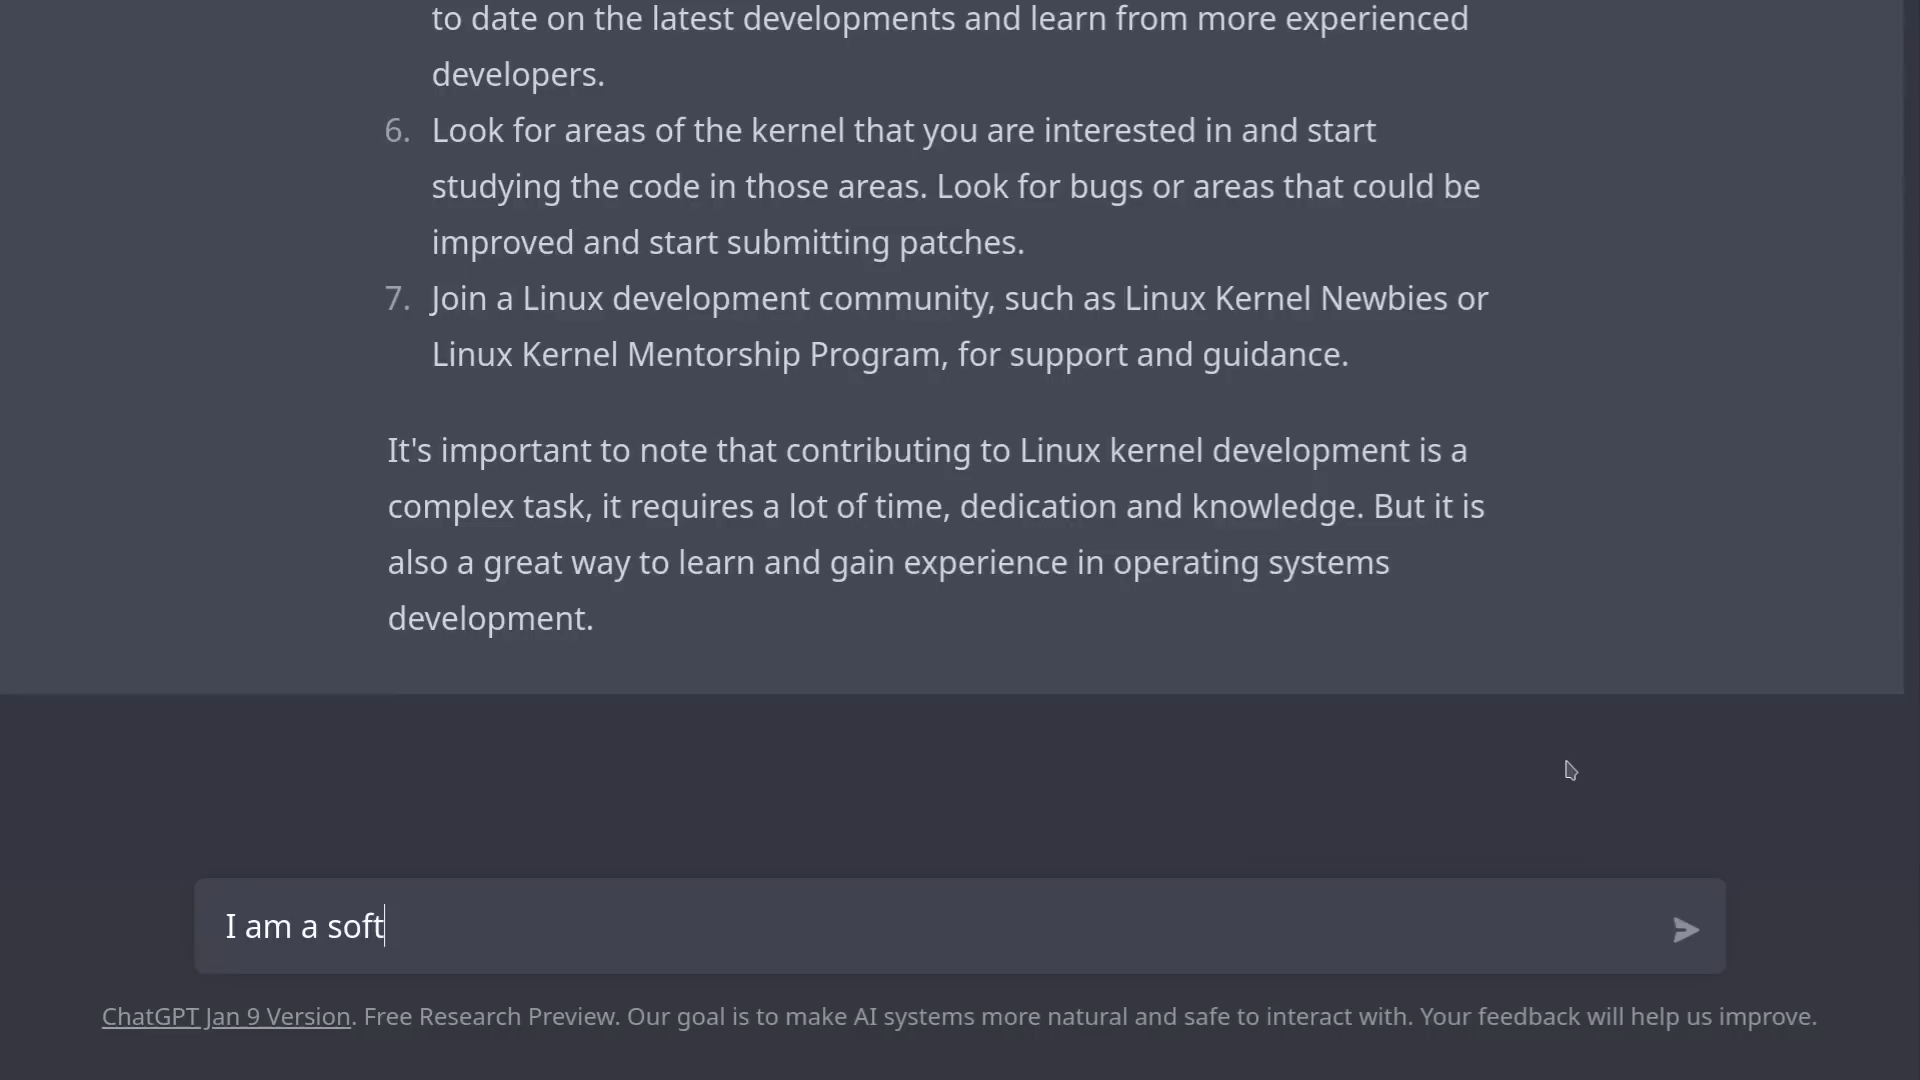 to date on the latest developments and learn from more experienced
developers.
6. Look for areas of the kernel that you are interested in and start
studying the code in those areas. Look for bugs or areas that could be
improved and start submitting patches.
7. Join a Linux development community, such as Linux Kernel Newbies or
Linux Kernel Mentorship Program, for support and guidance.
It's important to note that contributing to Linux kernel development is a
complex task, it requires a lot of time, dedication and knowledge. But it is
also a great way to learn and gain experience in operating systems
development.
I am a soft
ChatGPT Jan 9 Version. Free Research Preview. Our goal is to make AI systems more natural and safe to interact with. Your feedback will help us improve.